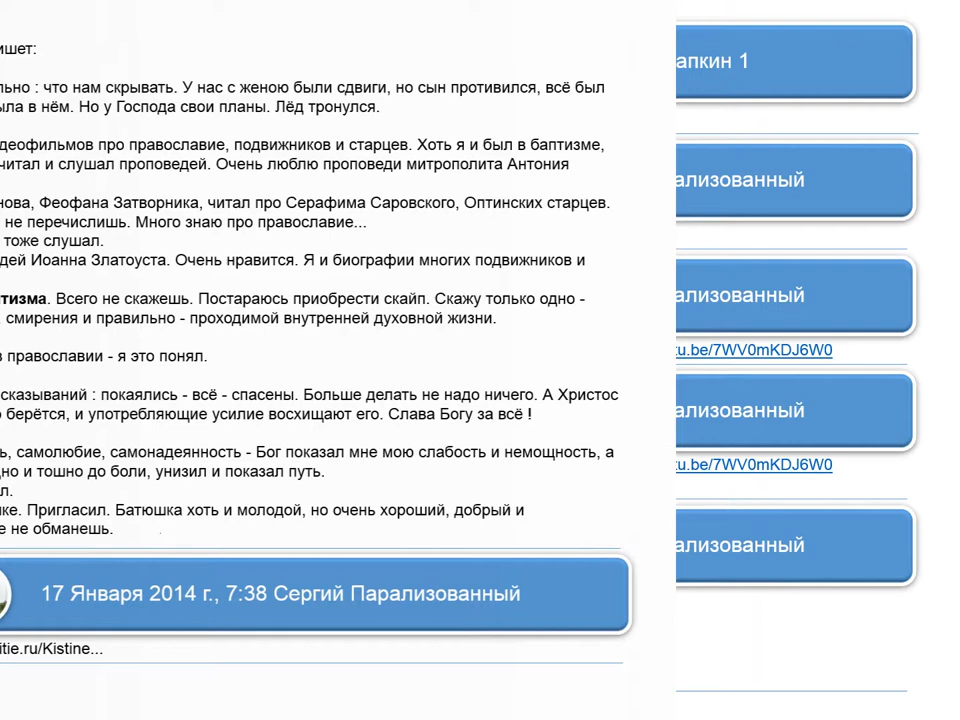 ишет:
льно : что нам скрывать. У нас с женою были сдвиги, но сын противился, всё был
ыла в нём. Но у Господа свои планы. Лёд тронулся.
деофильмов про православие, подвижников и старцев. Хоть я и был в баптизме,
читал и слушал проповедей. Очень люблю проповеди митрополита Антония
нова, Феофана Затворника, читал про Серафима Саровского, Оптинских старцев.
не перечислишь. Много знаю про православие...
тоже слушал.
дей Иоанна Златоуста. Очень нравится. Я и биографии многих подвижников и
тизма. Всего не скажешь. Постараюсь приобрести скайп. Скажу только одно -
, смирения и правильно - проходимой внутренней духовной жизни.
в православии - я это понял.
сказываний : покаялись - всё - спасены. Больше делать не надо ничего. А Христос
о берётся, и употребляющие усилие восхищают его. Слава Богу за всё !
ь, самолюбие, самонадеянность - Бог показал мне мою слабость и немощность, а
дно и тошно до боли, унизил и показал путь.
л.
ке. Пригласил. Батюшка хоть и молодой, но очень хороший, добрый и
е не обманешь.
17 Января 2014 г., 7:38 Сергий Парализованный
itie.ru/Kistine...
апкин 1
ализованный
ализованный
tu.be/7WV0mKDJ6W0
ализованный
tu.be/7WV0mKDJ6W0
ализованный